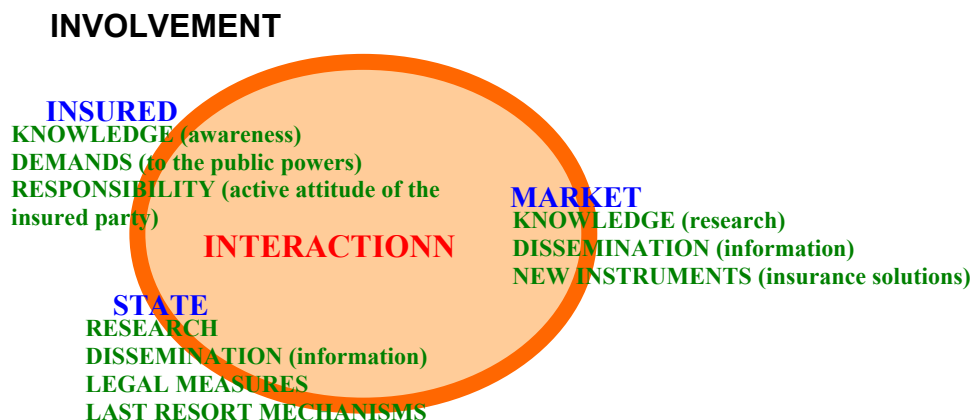 INVOLVEMENT
INSURED
KNOWLEDGE (awareness)
DEMANDS (to the public powers)
RESPONSIBILITY (active attitude of the
insured party)
MARKET
KNOWLEDGE (research)
DISSEMINATION (information)
NEW INSTRUMENTS (insurance solutions)
INTERACTIONN
STATE
RESEARCH
DISSEMINATION (information)
LEGAL MEASURES
LAST RESORT MECHANISMS